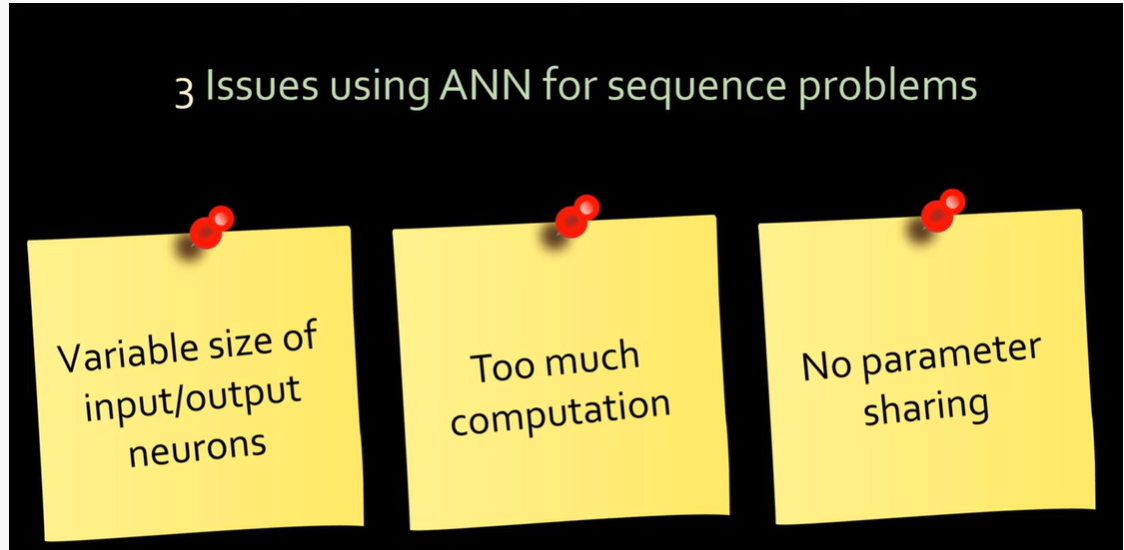 3 Issues using ANN for sequence problems
Variable size of
input/output
neurons
Too much
computation
No parameter
sharing